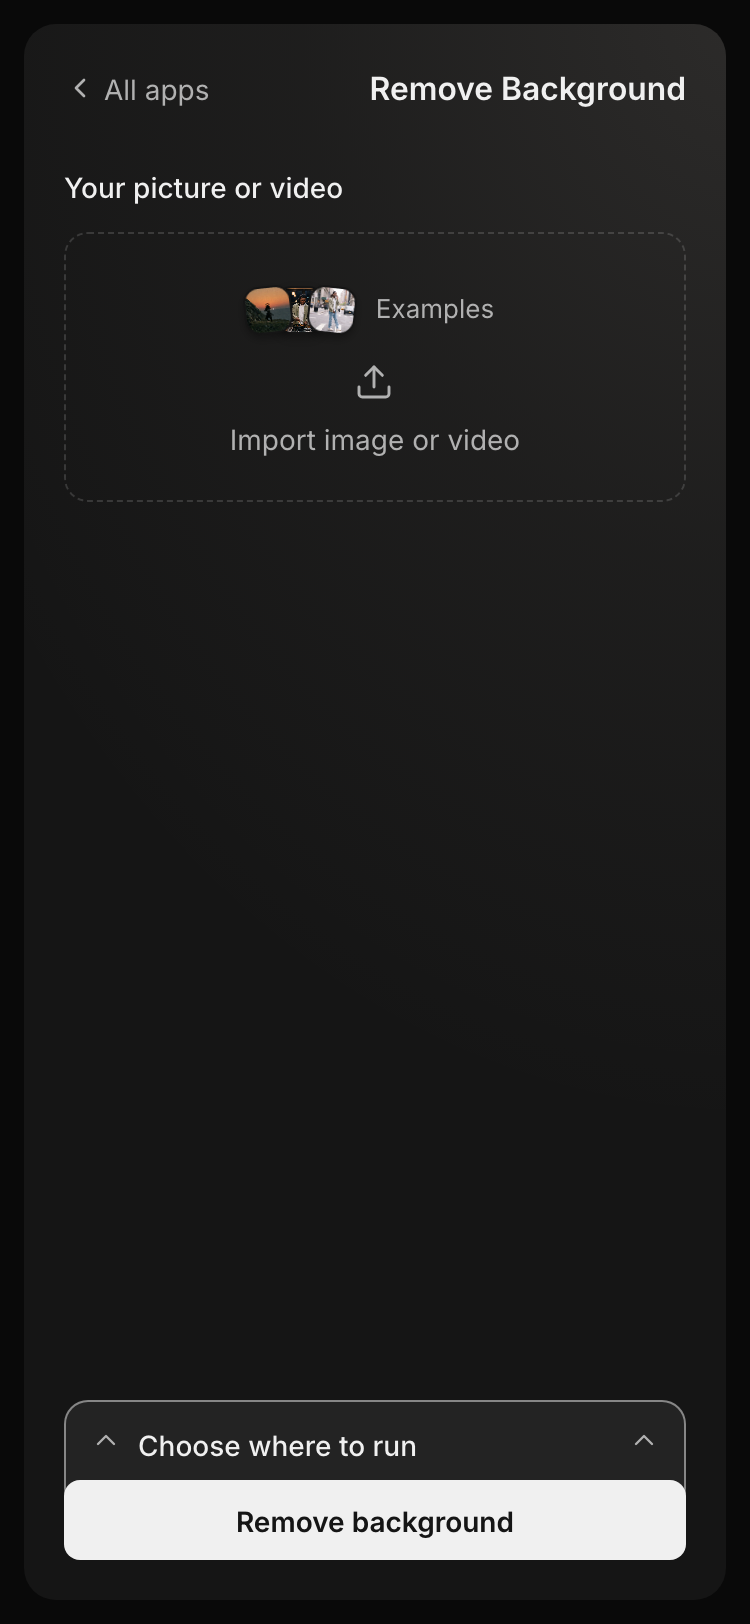 All apps
Remove Background
Your picture or video
Examples
Import image or video
Choose where to run
Remove background